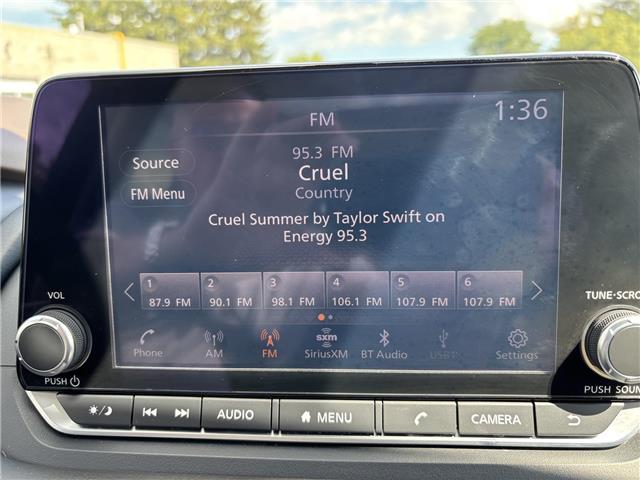 FM
1:36
Source
95.3 FM
Cruel
FM Menu
Country
Cruel Summer by Taylor Swift on
Energy 95.3
1 2 3 4 5 6
87.9 FM 90.1 FM 98.1 FM 106.1 FM 107.9 FM 107.9 FM
VOL
TUNE·SCRO
sxm
Phone AM FM SiriusXM BT Audio USB1 Settings
PUSH
PUSH SOUN
AUDIO MENU CAMERA